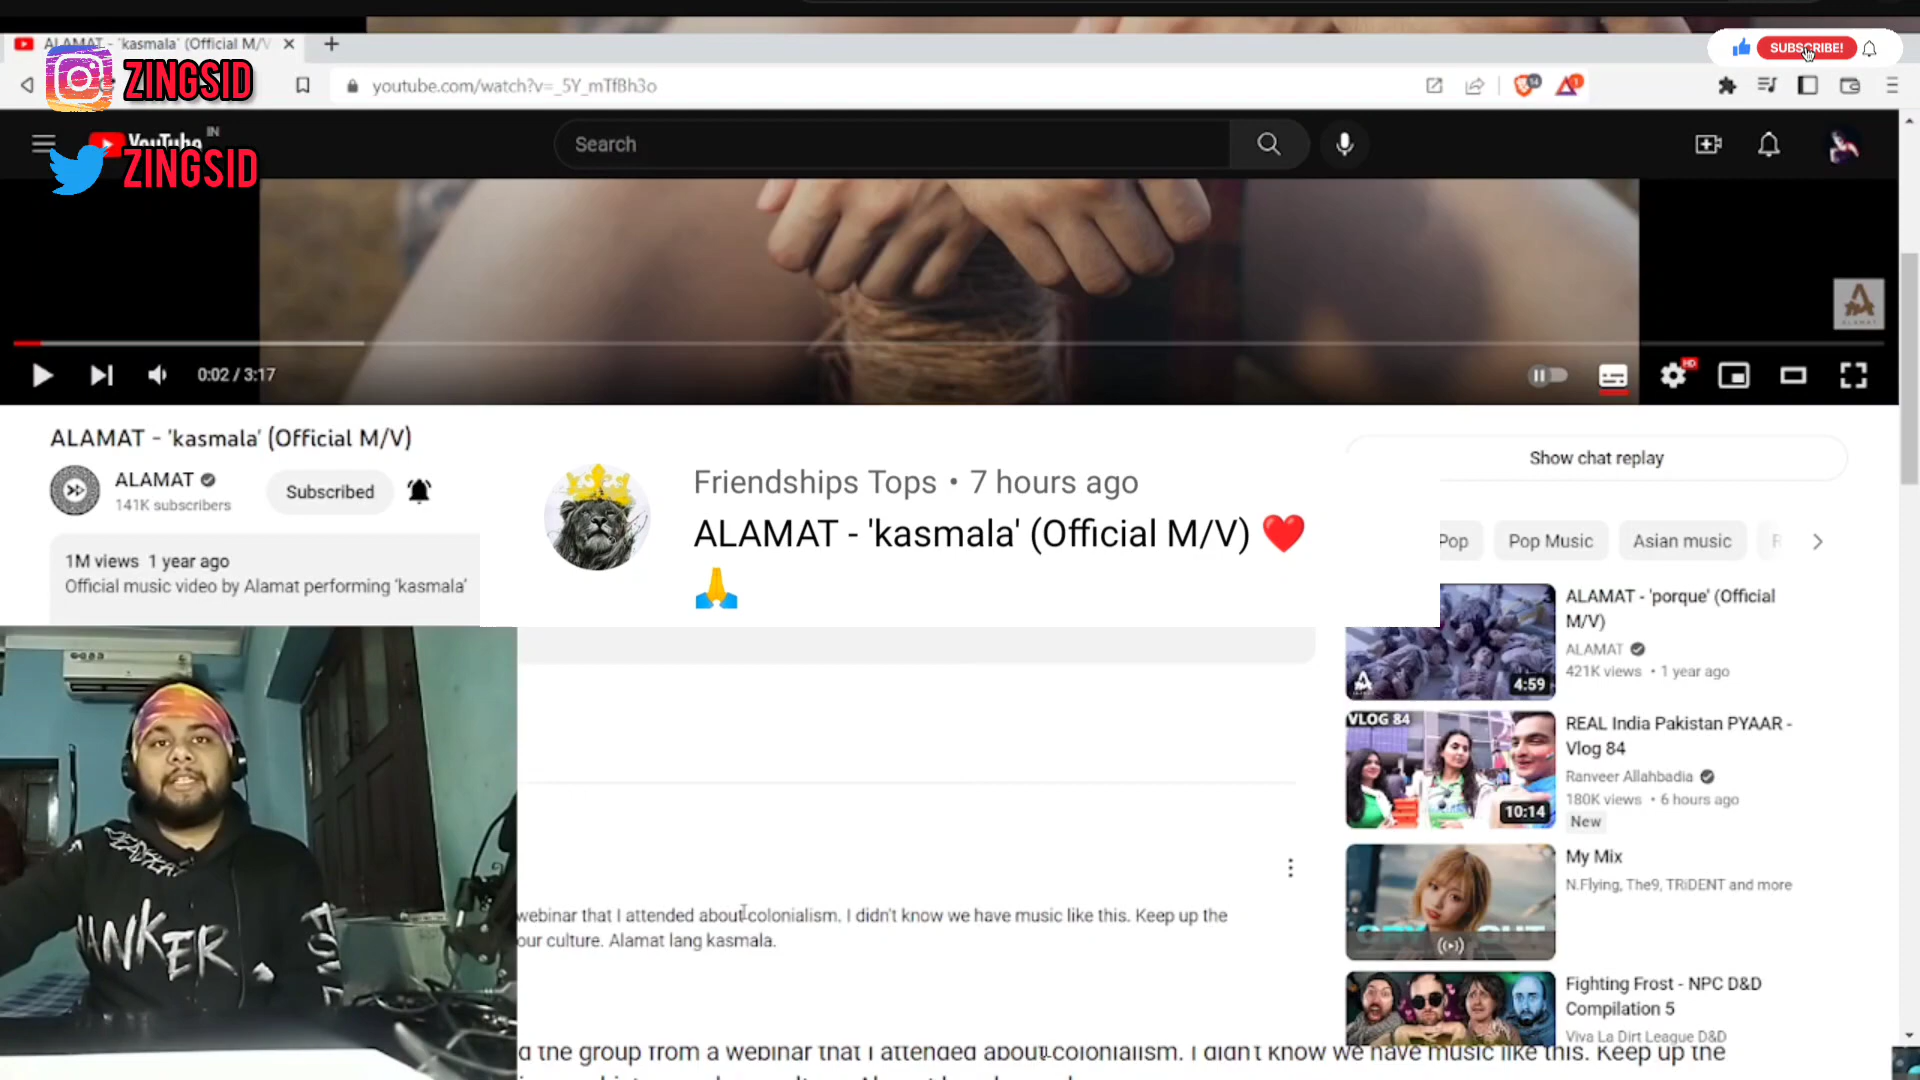 ALAMAT - 'kasmala' (Official M/V
SUBSCRIBE!
ZINGSID
youtube.com/watch?v=_5Y_mTfBh3o
YouTube IN
Search
ZINGSID
ALAMAT
0:02 / 3:17
HD
ALAMAT - 'kasmala' (Official M/V)
ALAMAT
141K subscribers
Subscribed
1M views 1 year ago
Official music video by Alamat performing 'kasmala'
Friendships Tops • 7 hours ago
ALAMAT - 'kasmala' (Official M/V) ❤️
🙏
Show chat replay
Pop
Pop Music
Asian music
ALAMAT - 'porque' (Official
M/V)
ALAMAT
421K views • 1 year ago
4:59
VLOG 84
REAL India Pakistan PYAAR -
Vlog 84
Ranveer Allahbadia
180K views • 6 hours ago
New
10:14
My Mix
N.Flying, The9, TRiDENT and more
Fighting Frost - NPC D&D
Compilation 5
Viva La Dirt League D&D
webinar that I attended about colonialism. I didn't know we have music like this. Keep up the
our culture. Alamat lang kasmala.
d the group from a webinar that I attended about colonialism. I didn't know we have music like this. Keep up the